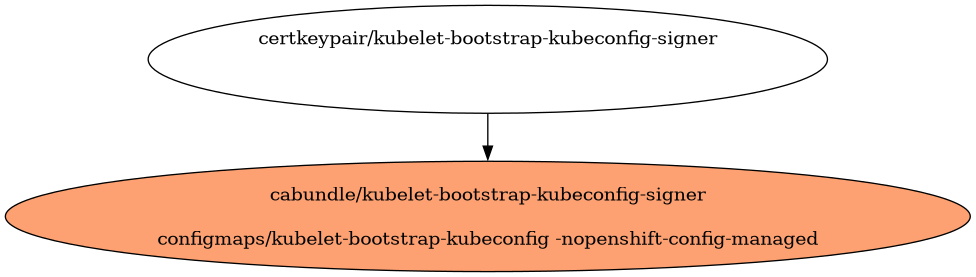 certkeypair/kubelet-bootstrap-kubeconfig-signer
cabundle/kubelet-bootstrap-kubeconfig-signer
configmaps/kubelet-bootstrap-kubeconfig -nopenshift-config-managed